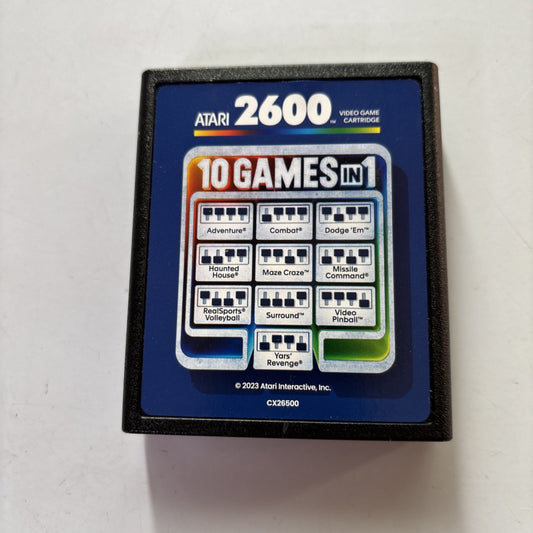 ATARI 2600™ VIDEO GAME
CARTRIDGE
10 GAMES IN 1
Adventure® Combat® Dodge 'Em™
Haunted
House® Maze Craze™ Missile
Command®
RealSports®
Volleyball Surround™ Video
Pinball™
Yars'
Revenge®
© 2023 Atari Interactive, Inc.
CX26500